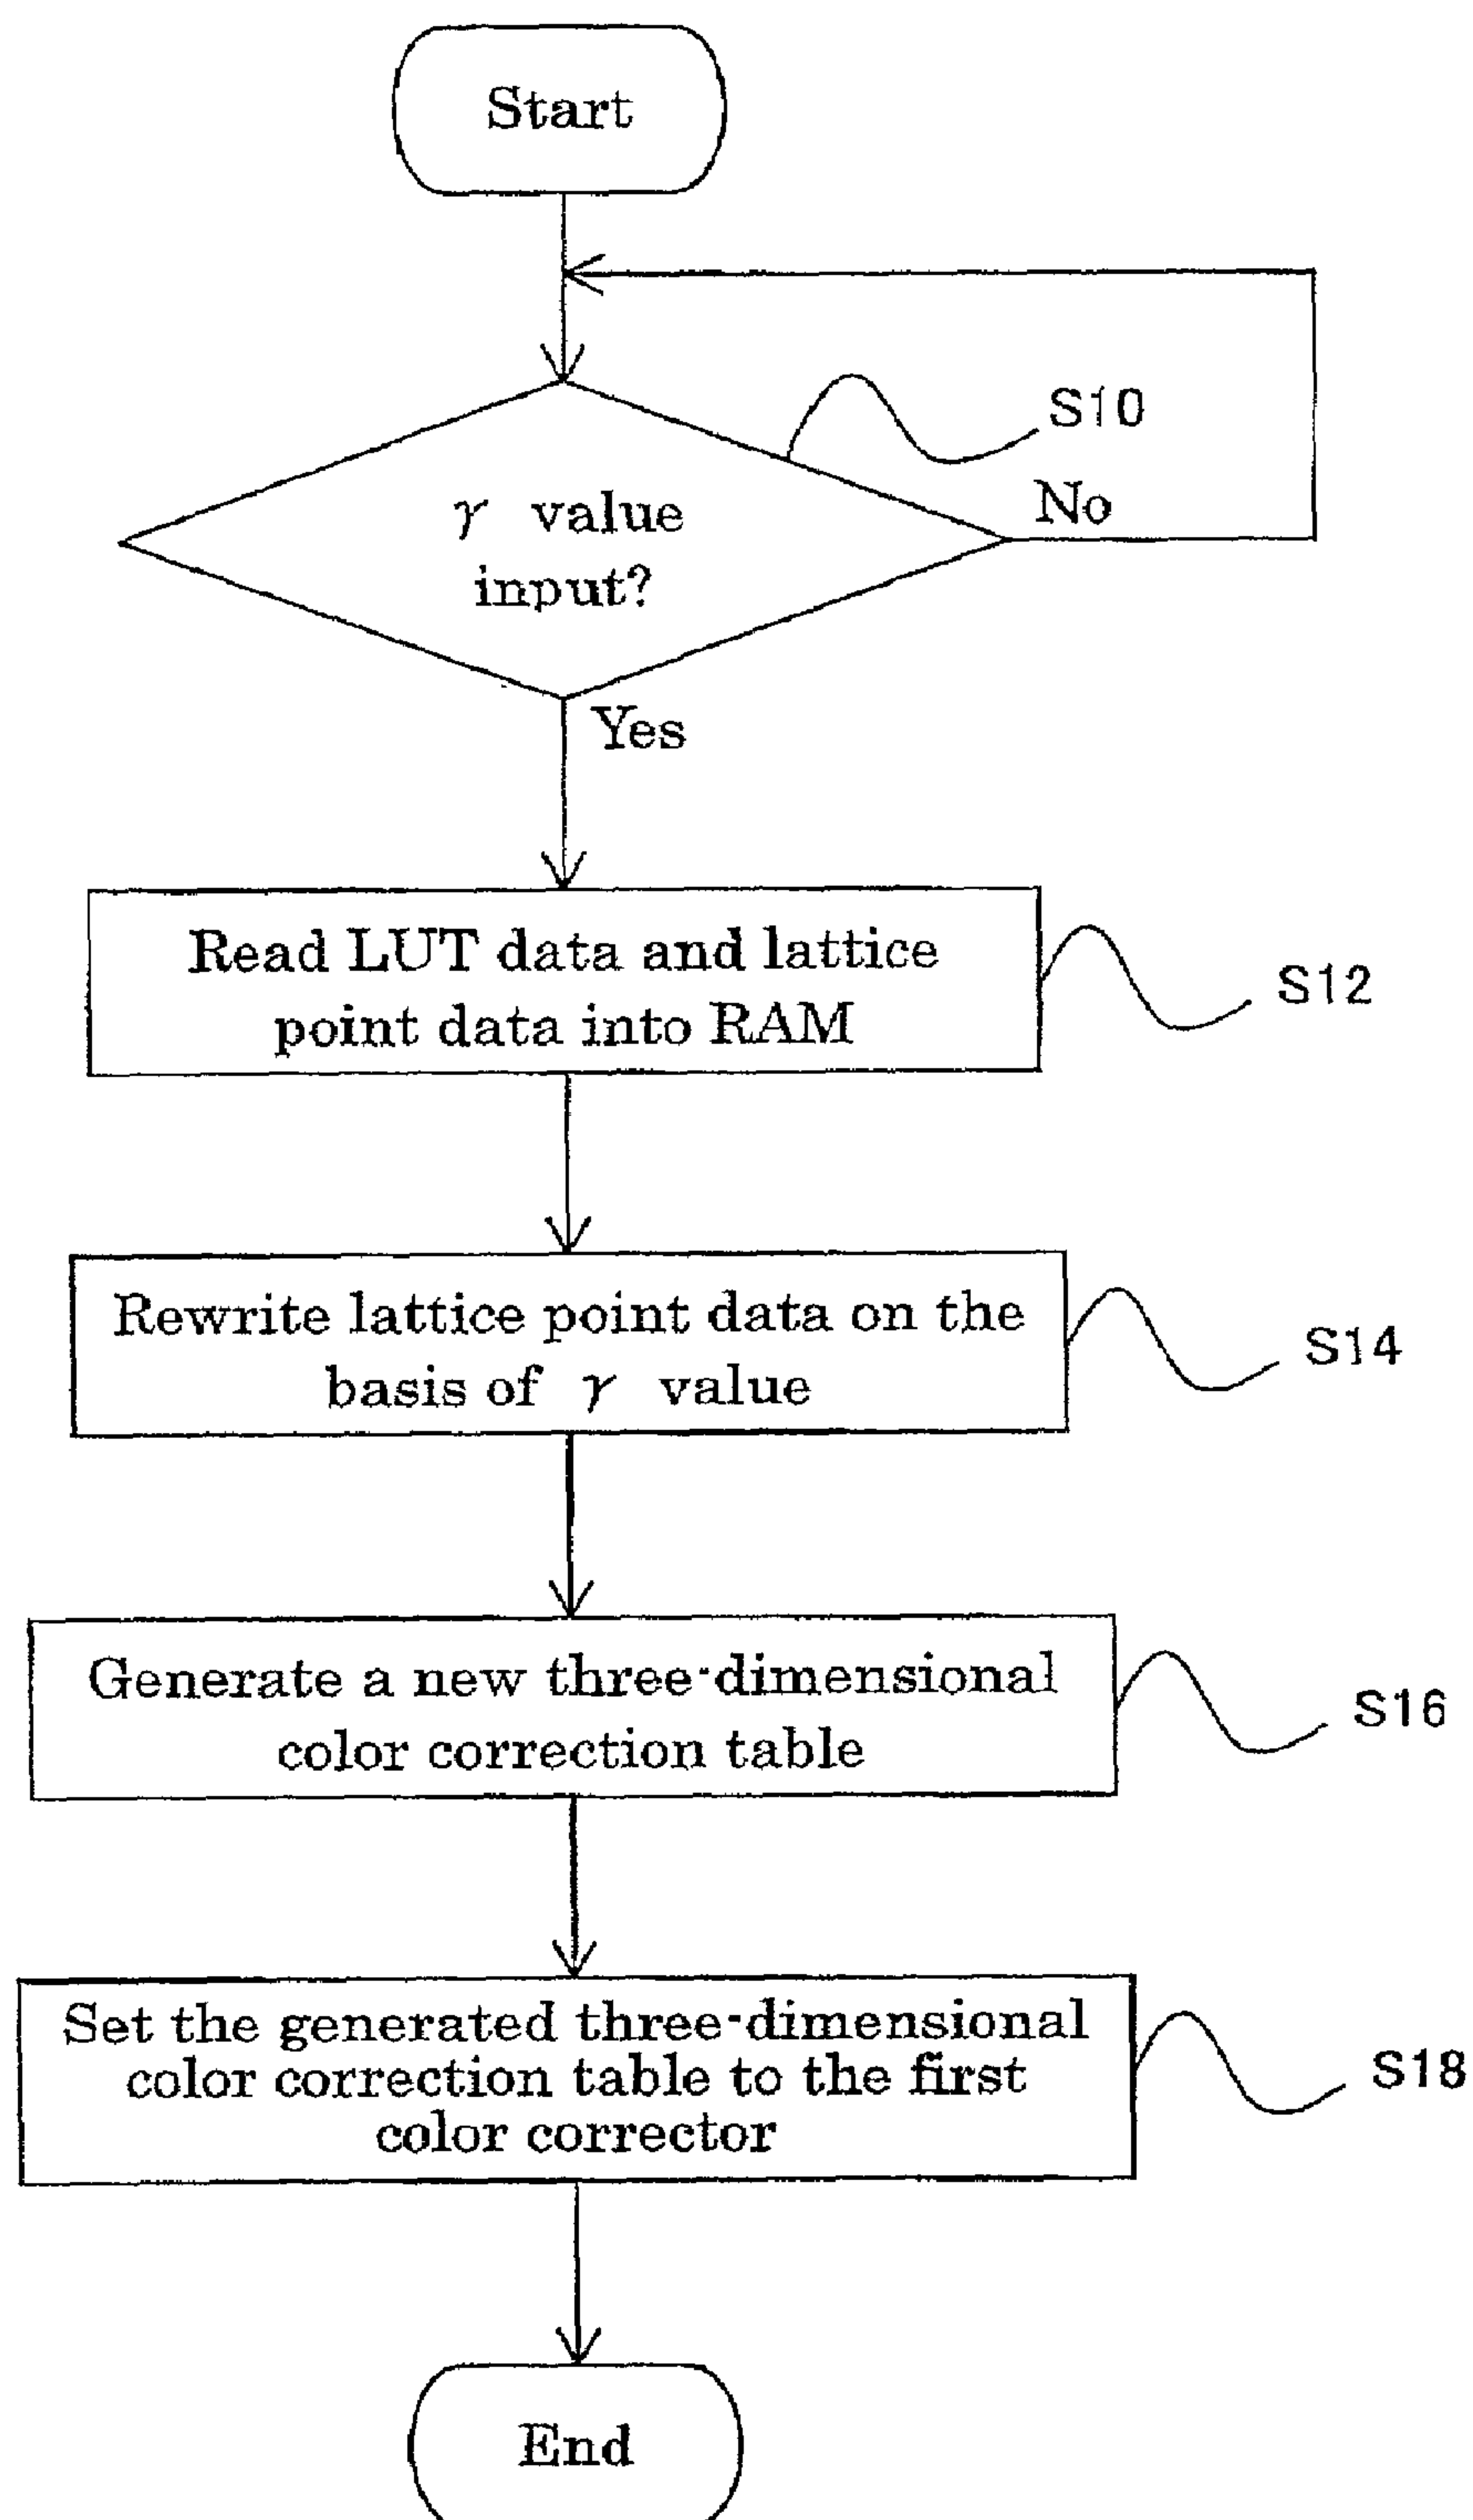 Start
S10
γ value
input?
No
Yes
Read LUT data and lattice
point data into RAM
S12
Rewrite lattice point data on the
basis of γ value
S14
Generate a new three-dimensional
color correction table
S16
Set the generated three-dimensional
color correction table to the first
color corrector
S18
End